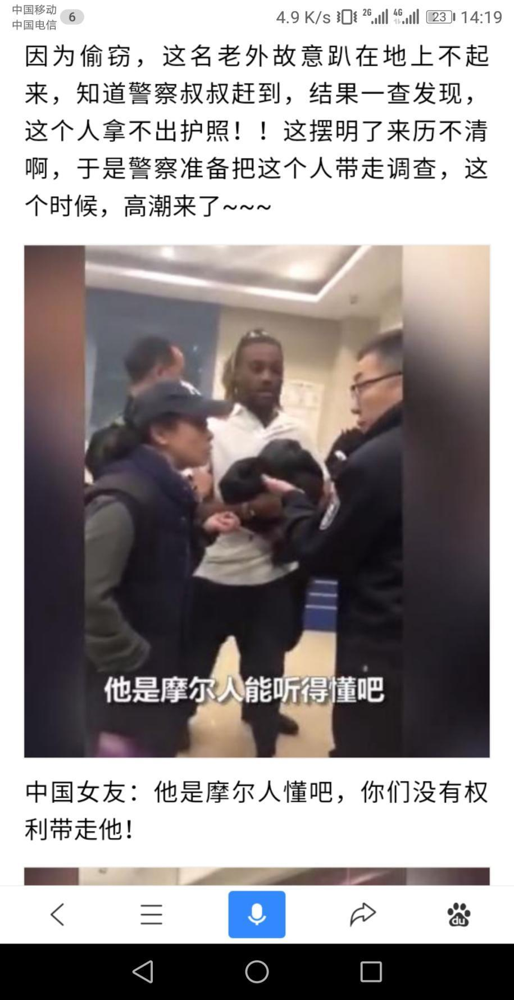 中国移动
中国电信
6
4.9 K/s 2G 4G 23 14:19
因为偷窃，这名老外故意趴在地上不起
来，知道警察叔叔赶到，结果一查发现，
这个人拿不出护照！！这摆明了来历不清
啊，于是警察准备把这个人带走调查，这
个时候，高潮来了~~~
他是摩尔人能听得懂吧
中国女友：他是摩尔人懂吧，你们没有权
利带走他！
du